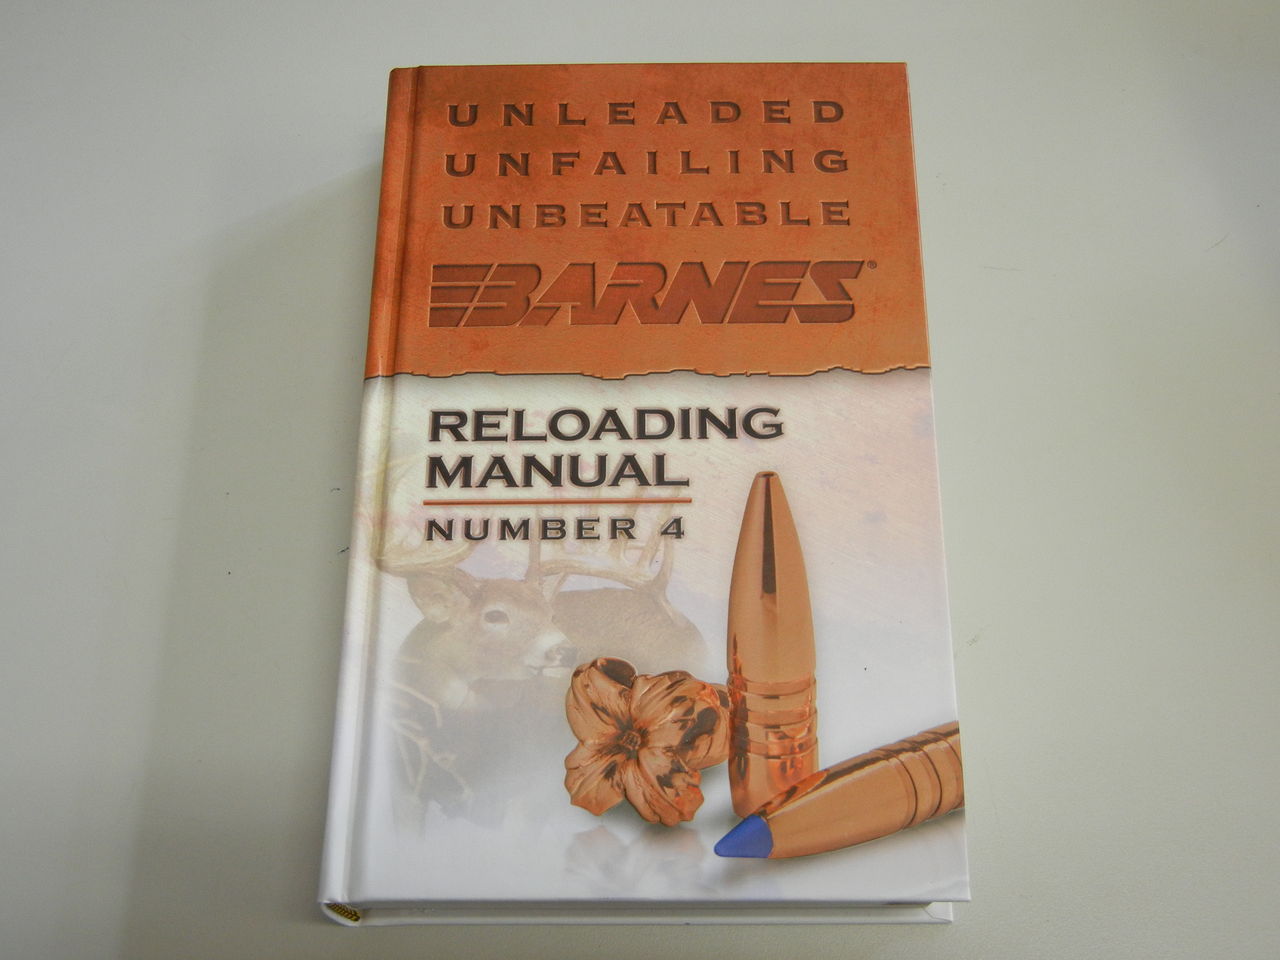 UNLEADED
UNFAILING
UNBEATABLE
BARNES®
RELOADING
MANUAL
NUMBER 4